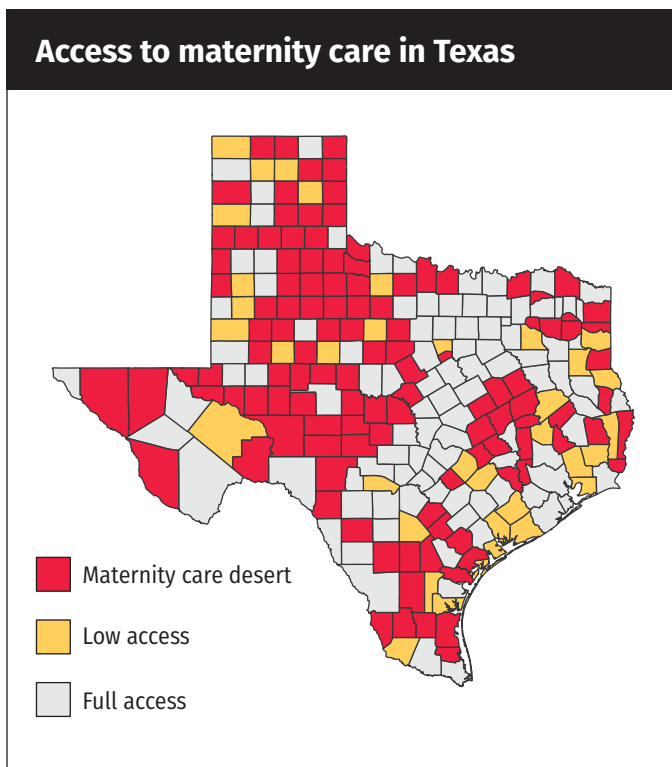 Access to maternity care in Texas
Maternity care desert
Low access
Full access